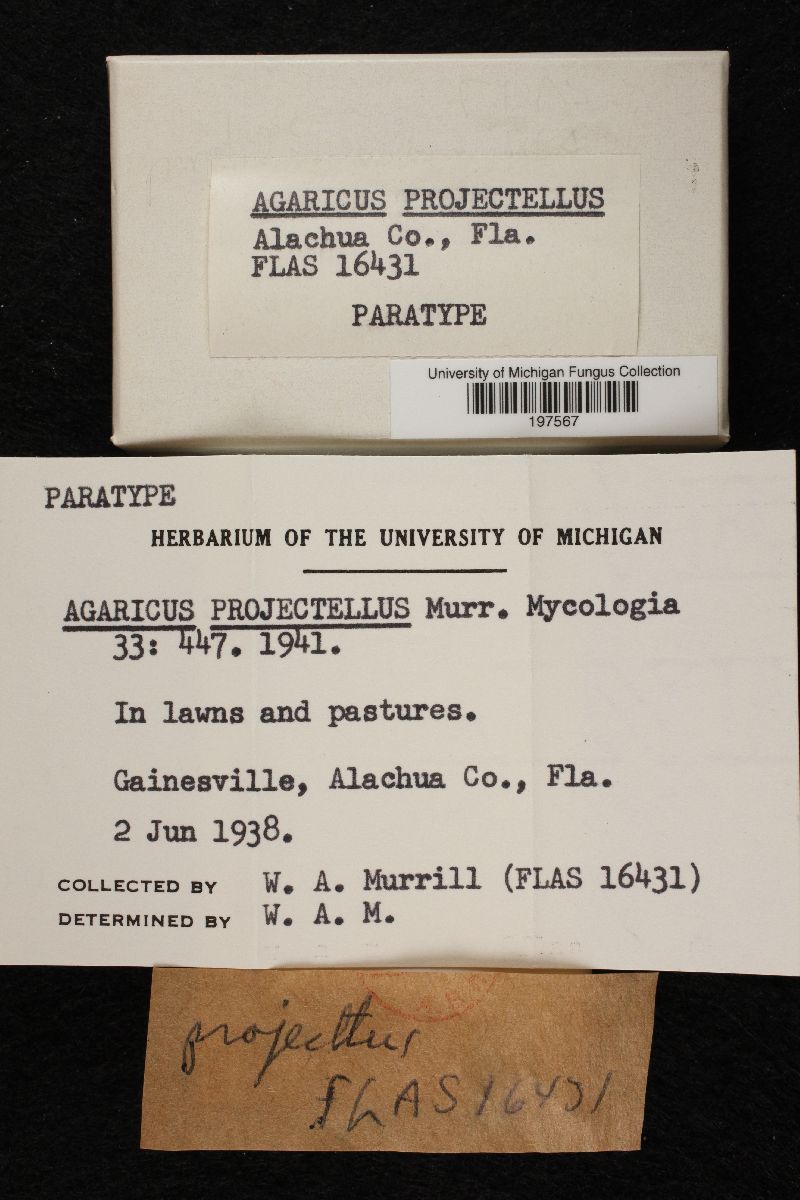 AGARICUS PROJECTELLUS
Alachua Co., Fla.
FLAS 16431
PARATYPE
University of Michigan Fungus Collection
197567
PARATYPE
HERBARIUM OF THE UNIVERSITY OF MICHIGAN
AGARICUS PROJECTELLUS Murr. Mycologia
33: 447. 1941.
In lawns and pastures.
Gainesville, Alachua Co., Fla.
2 Jun 1938.
COLLECTED BY W. A. Murrill (FLAS 16431)
DETERMINED BY W. A. M.
FLAS 16431